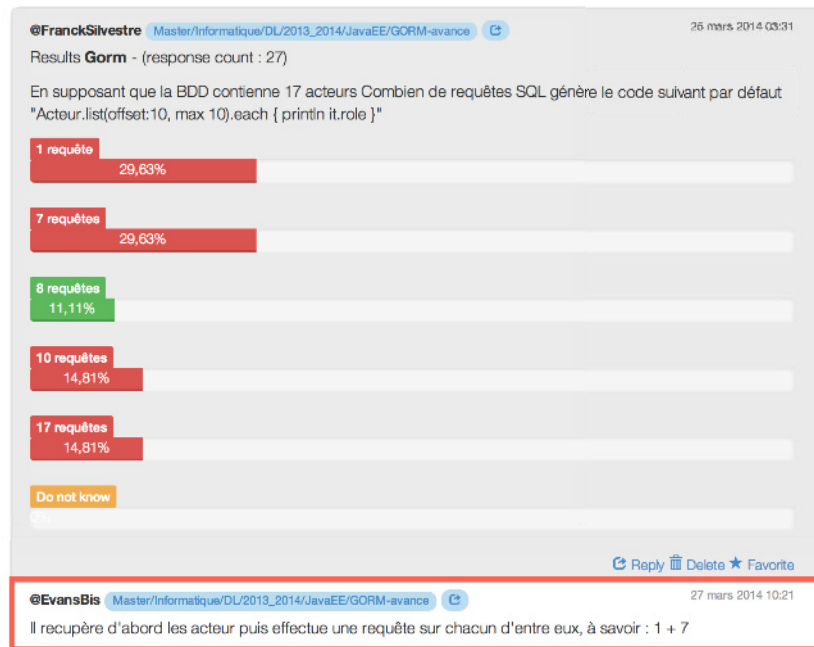 @FranckSilvestre Master/Informatique/DL/2013_2014/JavaEE/GORM-avance 26 mars 2014 03:31
Results Gorm - (response count : 27)
En supposant que la BDD contienne 17 acteurs Combien de requêtes SQL génère le code suivant par défaut
"Acteur.list(offset:10, max 10).each { println it.role }"
1 requête
29,63%
7 requêtes
29,63%
8 requêtes
11,11%
10 requêtes
14,81%
17 requêtes
14,81%
Do not know
Reply Delete Favorite
@EvansBis Master/Informatique/DL/2013_2014/JavaEE/GORM-avance 27 mars 2014 10:21
Il recupère d'abord les acteur puis effectue une requête sur chacun d'entre eux, à savoir : 1 + 7